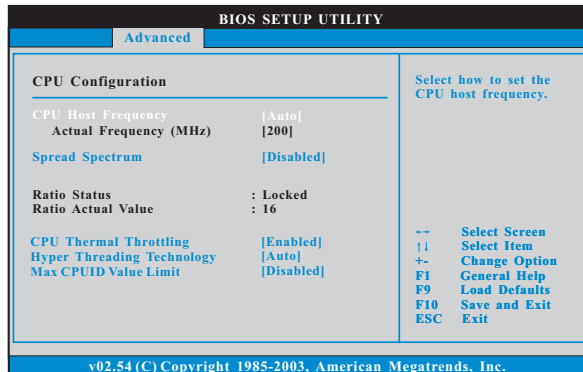 BIOS SETUP UTILITY
Advanced
CPU Configuration
CPU Host Frequency [Auto]
Actual Frequency (MHz) [200]
Spread Spectrum [Disabled]
Ratio Status : Locked
Ratio Actual Value : 16
CPU Thermal Throttling [Enabled]
Hyper Threading Technology [Auto]
Max CPUID Value Limit [Disabled]
Select how to set the
CPU host frequency.
←→ Select Screen
↑↓ Select Item
+- Change Option
F1 General Help
F9 Load Defaults
F10 Save and Exit
ESC Exit
v02.54 (C) Copyright 1985-2003, American Megatrends, Inc.